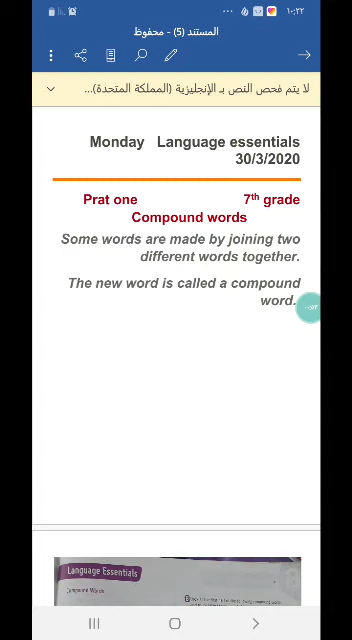 ١٠:٢٢
المستند (5) - محفوظ
لا يتم فحص النص بـ الإنجليزية (المملكة المتحدة)...
Monday Language essentials
30/3/2020
Prat one 7th grade
Compound words
Some words are made by joining two
different words together.
The new word is called a compound
word.
Language Essentials
Compound Words